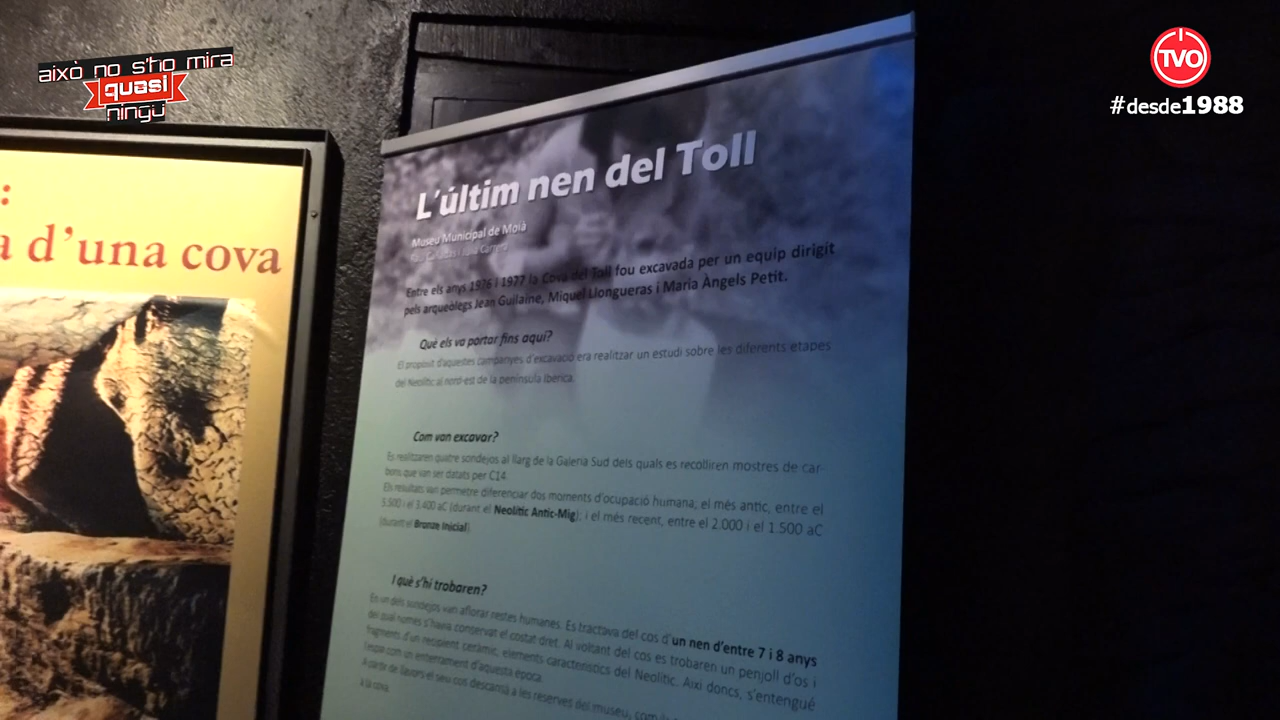 això no s'ho mira
quasi
ningú
TVO
#desde1988
:
a d'una cova
L'últim nen del Toll
Museu Municipal de Moià
Entre els anys 1976 i 1977 la Cova del Toll fou excavada per un equip dirigit
pels arqueòlegs Jean Guilaine, Miquel Llongueras i Maria Àngels Petit.
Què els va portar fins aquí?
El propòsit d'aquestes campanyes d'excavació era realitzar un estudi sobre les diferents etapes
del Neolític al nord-est de la península Ibèrica.
Com van excavar?
Es realitzaren quatre sondejos al llarg de la Galeria Sud dels quals es recolliren mostres de car-
bons que van ser datats per C14.
Els resultats van permetre diferenciar dos moments d'ocupació humana; el més antic, entre el
5.500 i el 3.400 aC (durant el Neolític Antic-Mig); i el més recent, entre el 2.000 i el 1.500 aC
(durant el Bronze Inicial).
I què s'hi trobaren?
En un dels sondejos van aflorar restes humanes. Es tractava del cos d'un nen d'entre 7 i 8 anys
del qual només s'havia conservat el costat dret. Al voltant del cos es trobaren un penjoll d'os i
fragments d'un recipient ceràmic, elements característics del Neolític. Així doncs, s'entengué
l'espai com un enterrament d'aquesta època.
A partir de llavors el seu cos descansà a les reserves del museu,
a la cova.